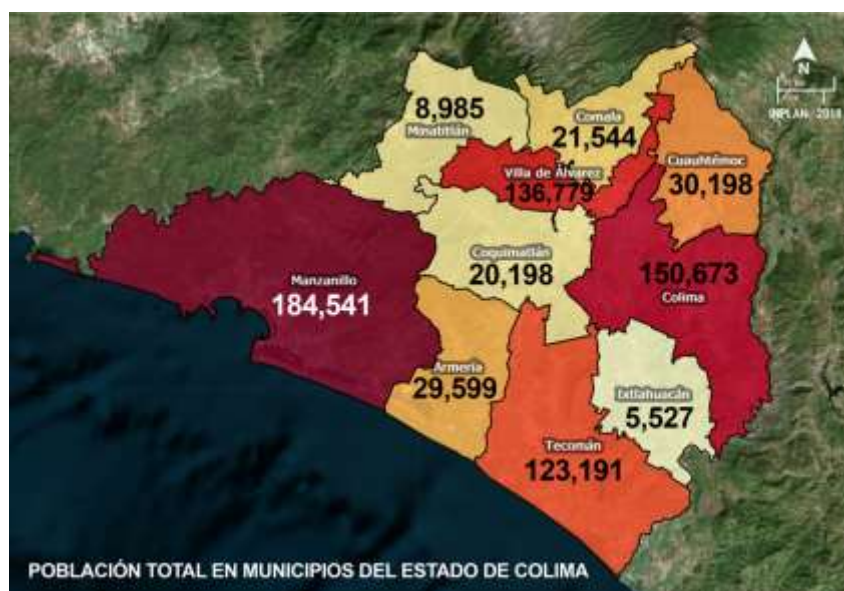 8,985
Minatitlán
Comala
21,544
N
INPLAN 2018
Cuauhtémoc
30,198
Villa de Álvarez
136,779
Coquimatlán
20,198
Manzanillo
184,541
150,673
Colima
Armería
29,599
Ixtlahuacán
5,527
Tecomán
123,191
POBLACIÓN TOTAL EN MUNICIPIOS DEL ESTADO DE COLIMA